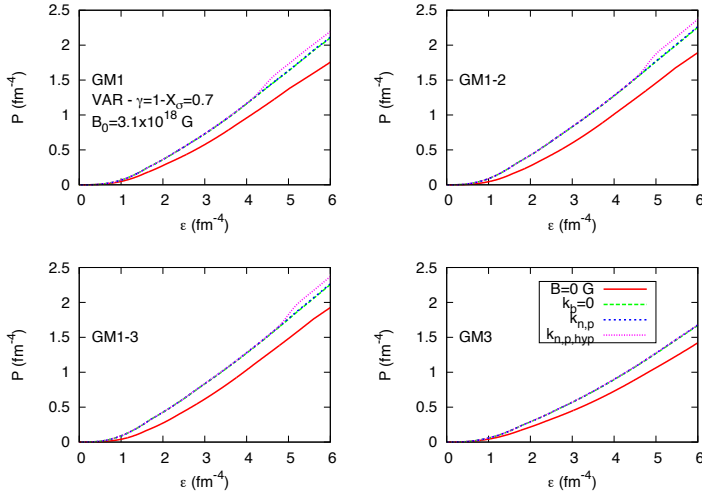 2.5
2
1.5
1
0.5
0
P (fm⁻⁴)
GM1
VAR - γ=1-Xσ=0.7
B₀=3.1x10¹⁸ G
0 1 2 3 4 5 6
ε (fm⁻⁴)
2.5
2
1.5
1
0.5
0
P (fm⁻⁴)
GM1-2
0 1 2 3 4 5 6
ε (fm⁻⁴)
2.5
2
1.5
1
0.5
0
P (fm⁻⁴)
GM1-3
0 1 2 3 4 5 6
ε (fm⁻⁴)
2.5
2
1.5
1
0.5
0
P (fm⁻⁴)
GM3
B=0 G
k_b=0
k_n,p
k_n,p,hyp
0 1 2 3 4 5 6
ε (fm⁻⁴)